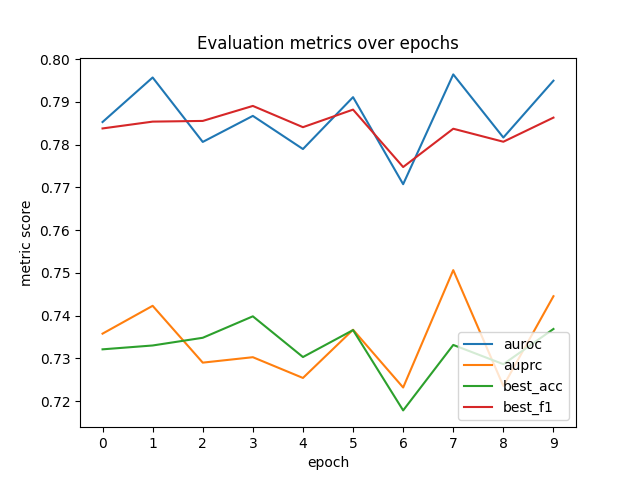 Evaluation metrics over epochs
metric score
0.80
0.79
0.78
0.77
0.76
0.75
0.74
0.73
0.72
auroc
auprc
best_acc
best_f1
0 1 2 3 4 5 6 7 8 9
epoch